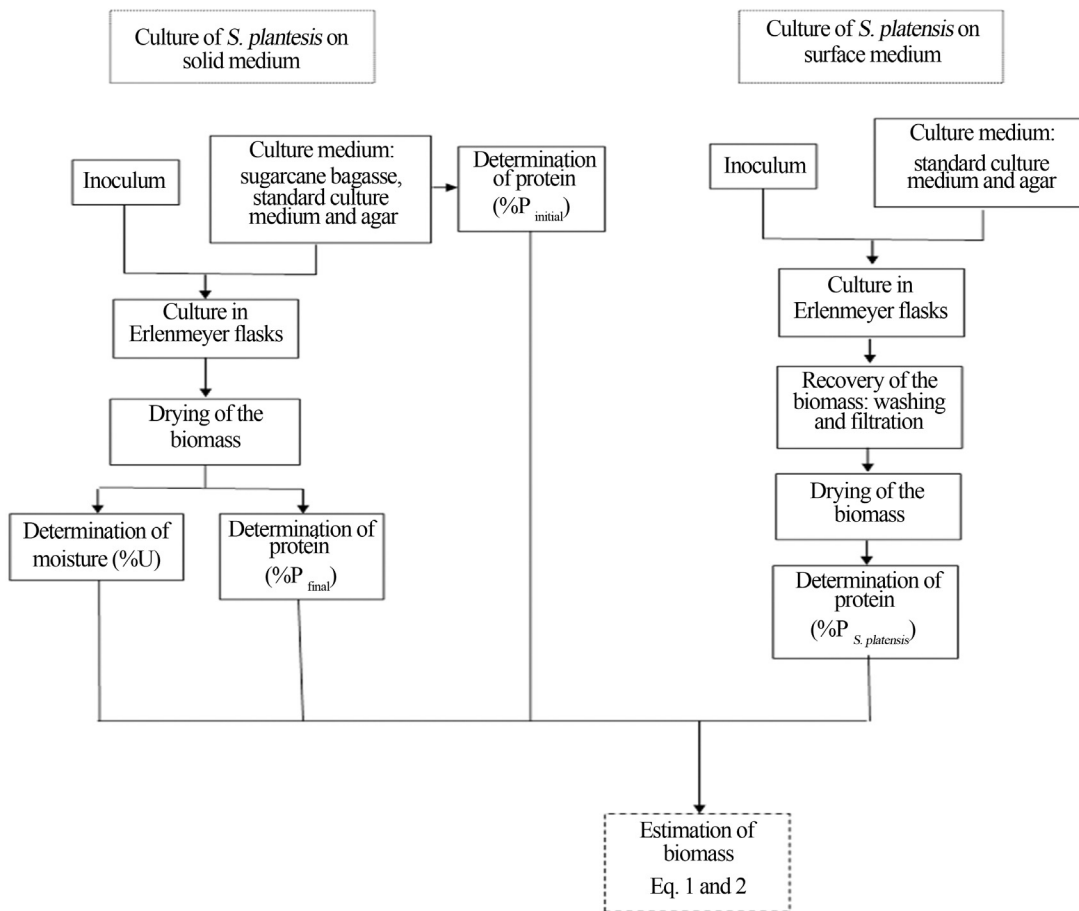 Culture of S. plantesis on
solid medium
Culture of S. platensis on
surface medium
Inoculum
Culture medium:
sugarcane bagasse,
standard culture
medium and agar
Determination
of protein
(%P initial)
Inoculum
Culture medium:
standard culture
medium and agar
Culture in
Erlenmeyer flasks
Drying of the
biomass
Determination of
moisture (%U)
Determination of
protein
(%P final)
Culture in
Erlenmeyer flasks
Recovery of the
biomass: washing
and filtration
Drying of the
biomass
Determination of
protein
(%P S. platensis)
Estimation of
biomass
Eq. 1 and 2